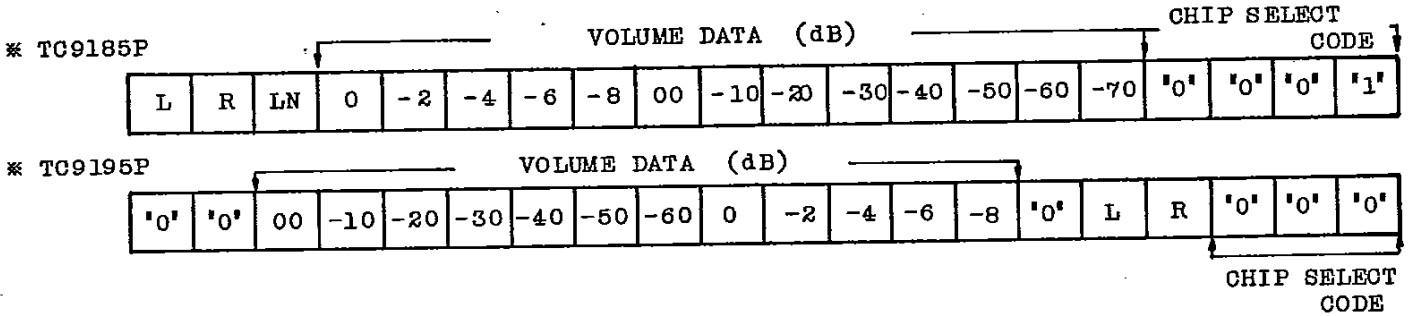 CHIP SELECT
※ TC9185P VOLUME DATA (dB) CODE
L R LN 0 -2 -4 -6 -8 00 -10 -20 -30 -40 -50 -60 -70 "0" "0" "0" "1"
※ TC9195P VOLUME DATA (dB)
"0" "0" 00 -10 -20 -30 -40 -50 -60 0 -2 -4 -6 -8 "0" L R "0" "0" "0"
CHIP SELECT
CODE